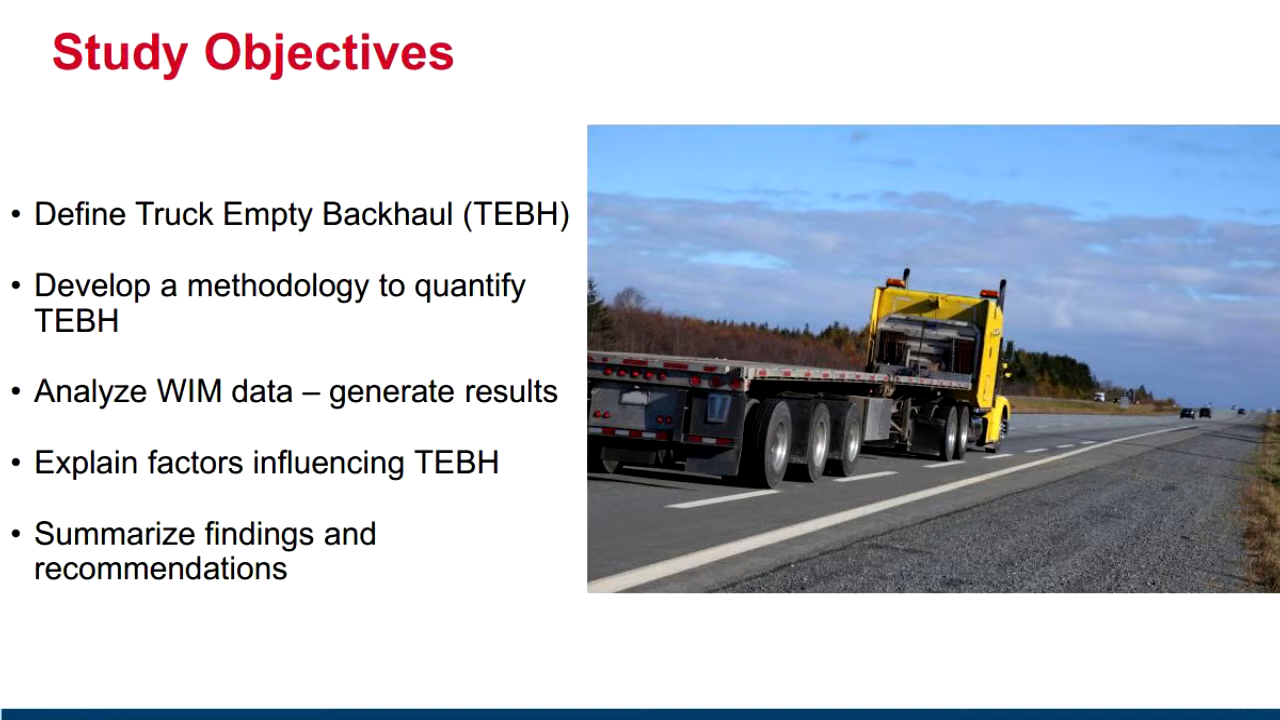 Study Objectives
• Define Truck Empty Backhaul (TEBH)
• Develop a methodology to quantify
TEBH
• Analyze WIM data – generate results
• Explain factors influencing TEBH
• Summarize findings and
recommendations